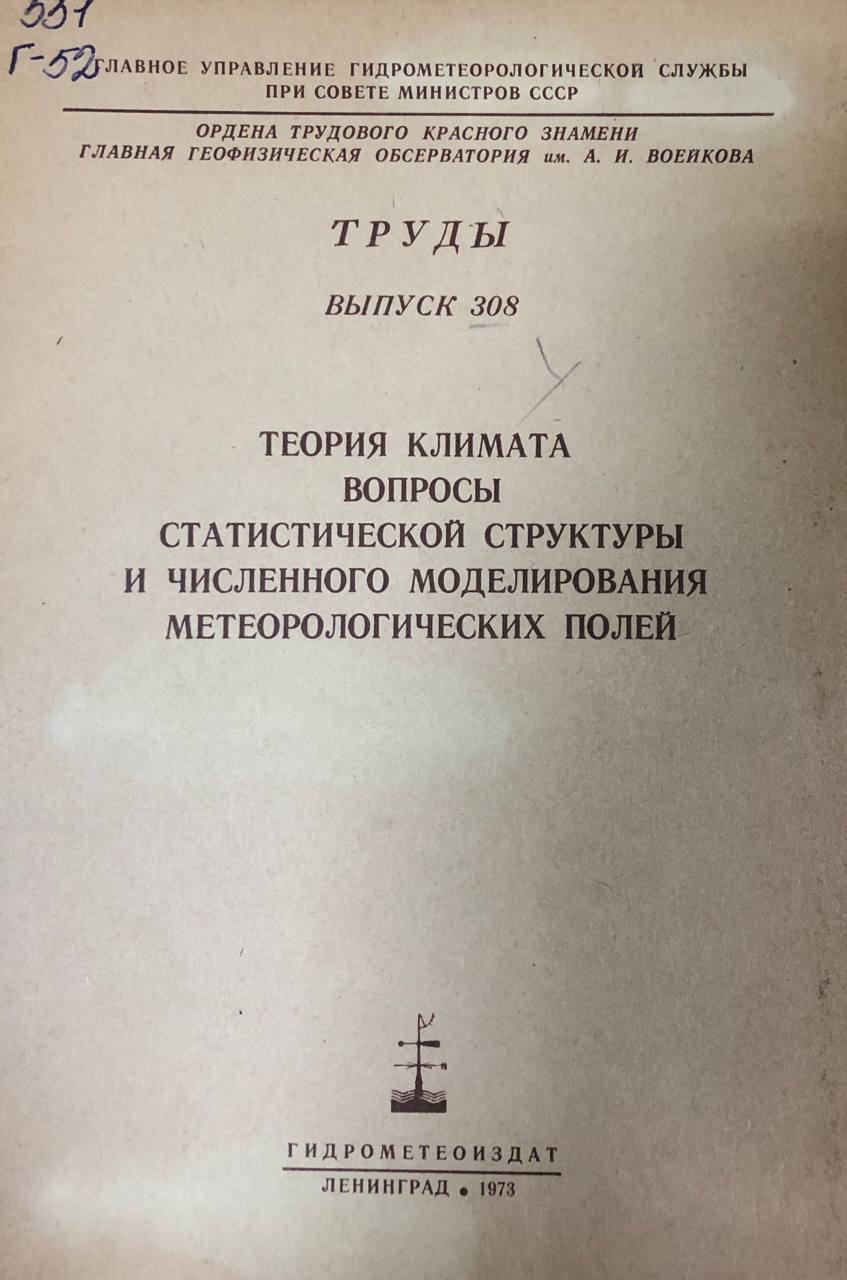 551
Г-52
ГЛАВНОЕ УПРАВЛЕНИЕ ГИДРОМЕТЕОРОЛОГИЧЕСКОЙ СЛУЖБЫ
ПРИ СОВЕТЕ МИНИСТРОВ СССР
ОРДЕНА ТРУДОВОГО КРАСНОГО ЗНАМЕНИ
ГЛАВНАЯ ГЕОФИЗИЧЕСКАЯ ОБСЕРВАТОРИЯ им. А. И. ВОЕЙКОВА
ТРУДЫ
ВЫПУСК 308
ТЕОРИЯ КЛИМАТА
ВОПРОСЫ
СТАТИСТИЧЕСКОЙ СТРУКТУРЫ
И ЧИСЛЕННОГО МОДЕЛИРОВАНИЯ
МЕТЕОРОЛОГИЧЕСКИХ ПОЛЕЙ
ГИДРОМЕТЕОИЗДАТ
ЛЕНИНГРАД • 1973